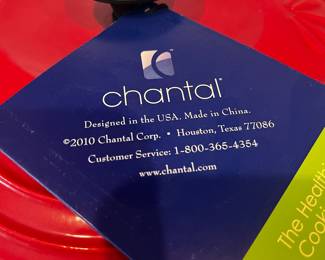 chantal™
Designed in the USA. Made in China.
©2010 Chantal Corp. • Houston, Texas 77086
Customer Service: 1-800-365-4354
www.chantal.com
The Health
Cook